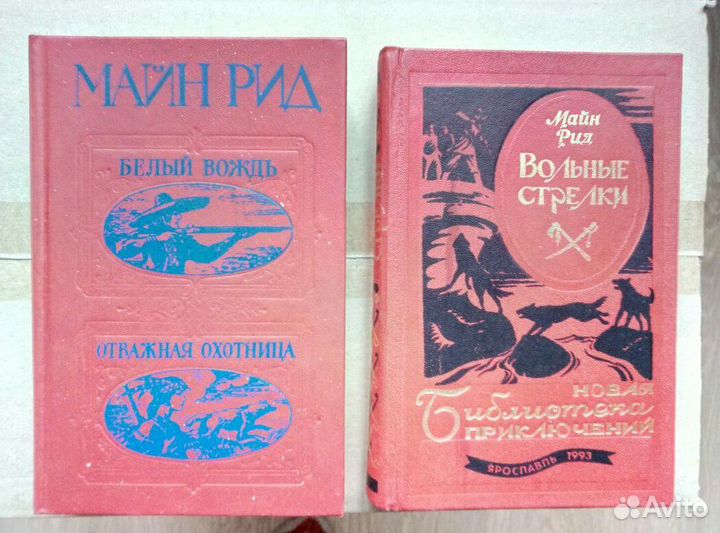 МАЙН РИД
БЕЛЫЙ ВОЖДЬ
ОТВАЖНАЯ ОХОТНИЦА
Майн
Рид
ВОЛЬНЫЕ
СТРЕЛКИ
НОВАЯ
Библиотека
ПРИКЛЮЧЕНИЙ
ЯРОСЛАВЛЬ 1993
Avito